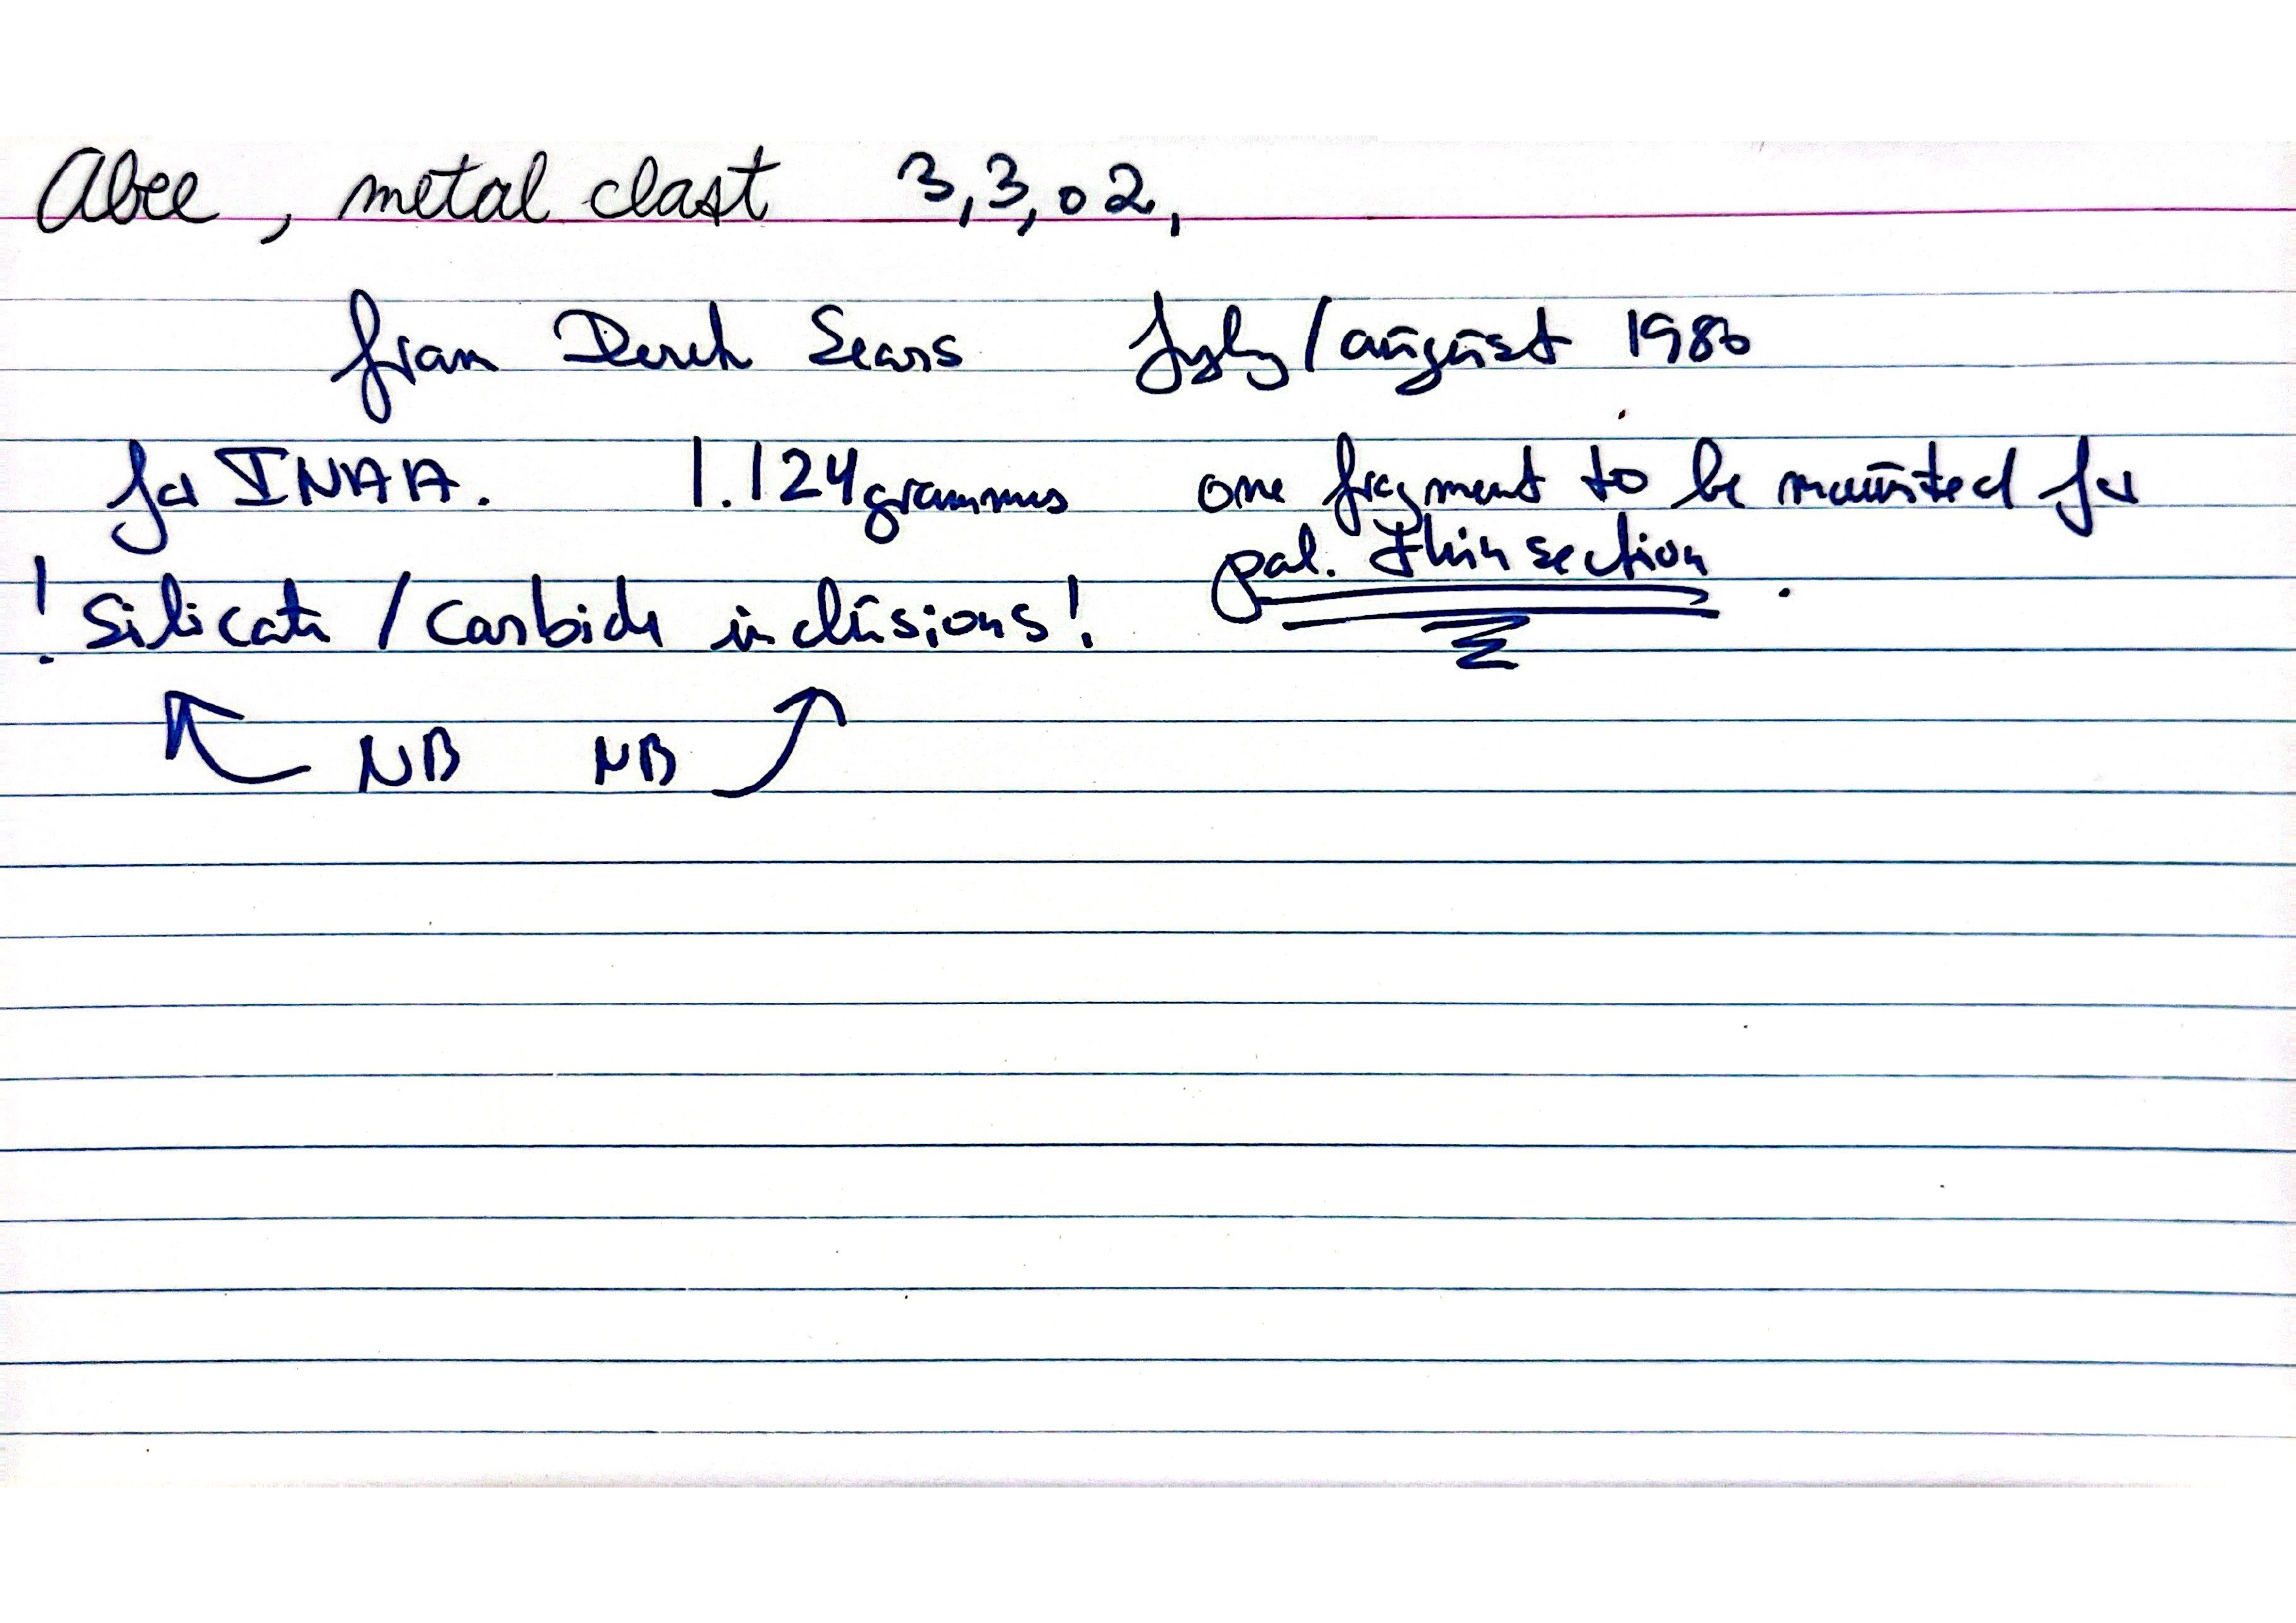 Abee, metal clast 3,3,02,
from Derek Sears July/august 1980
for INAA. 1.124 grammes one fragment to be mounted for
pol. thin section.
! Silicate / carbide inclusions!
NB NB